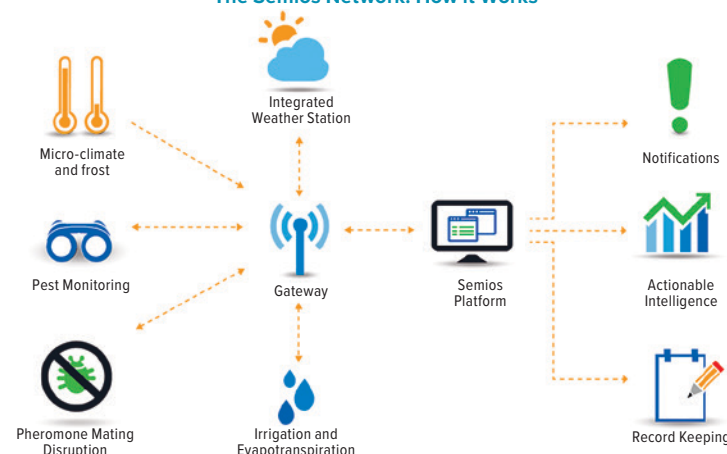 The Semios Network: How it Works
Integrated
Weather Station
Micro-climate
and frost
Notifications
Pest Monitoring
Gateway
Semios
Platform
Actionable
Intelligence
Pheromone Mating
Disruption
Irrigation and
Evapotranspiration
Record Keeping